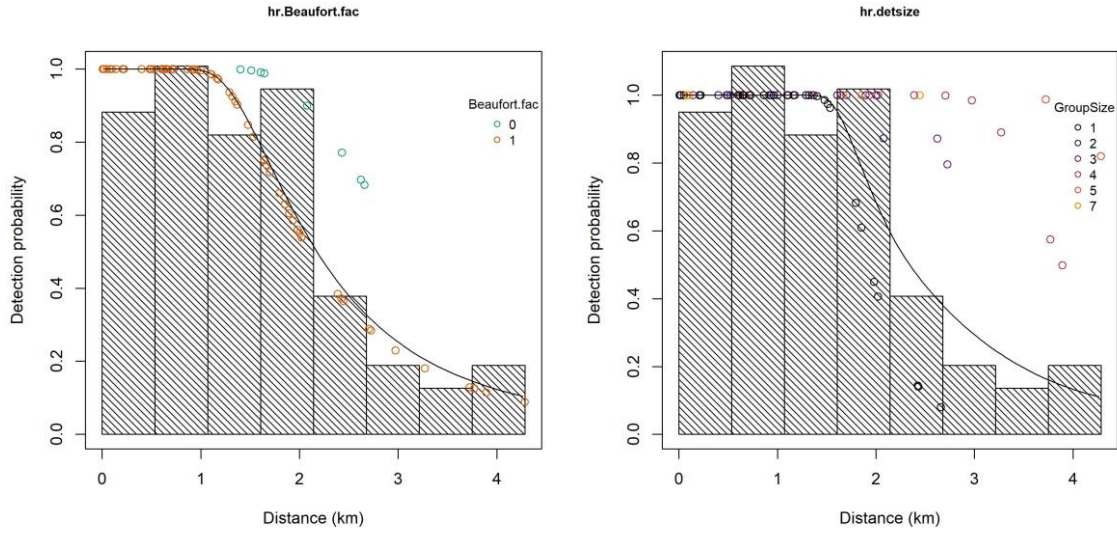 hr.Beaufort.fac
Detection probability
1.0
0.8
0.6
0.4
0.2
0.0
Beaufort.fac
0
1
0 1 2 3 4
Distance (km)
hr.detsize
Detection probability
1.0
0.8
0.6
0.4
0.2
0.0
GroupSize
1
2
3
4
5
7
0 1 2 3 4
Distance (km)